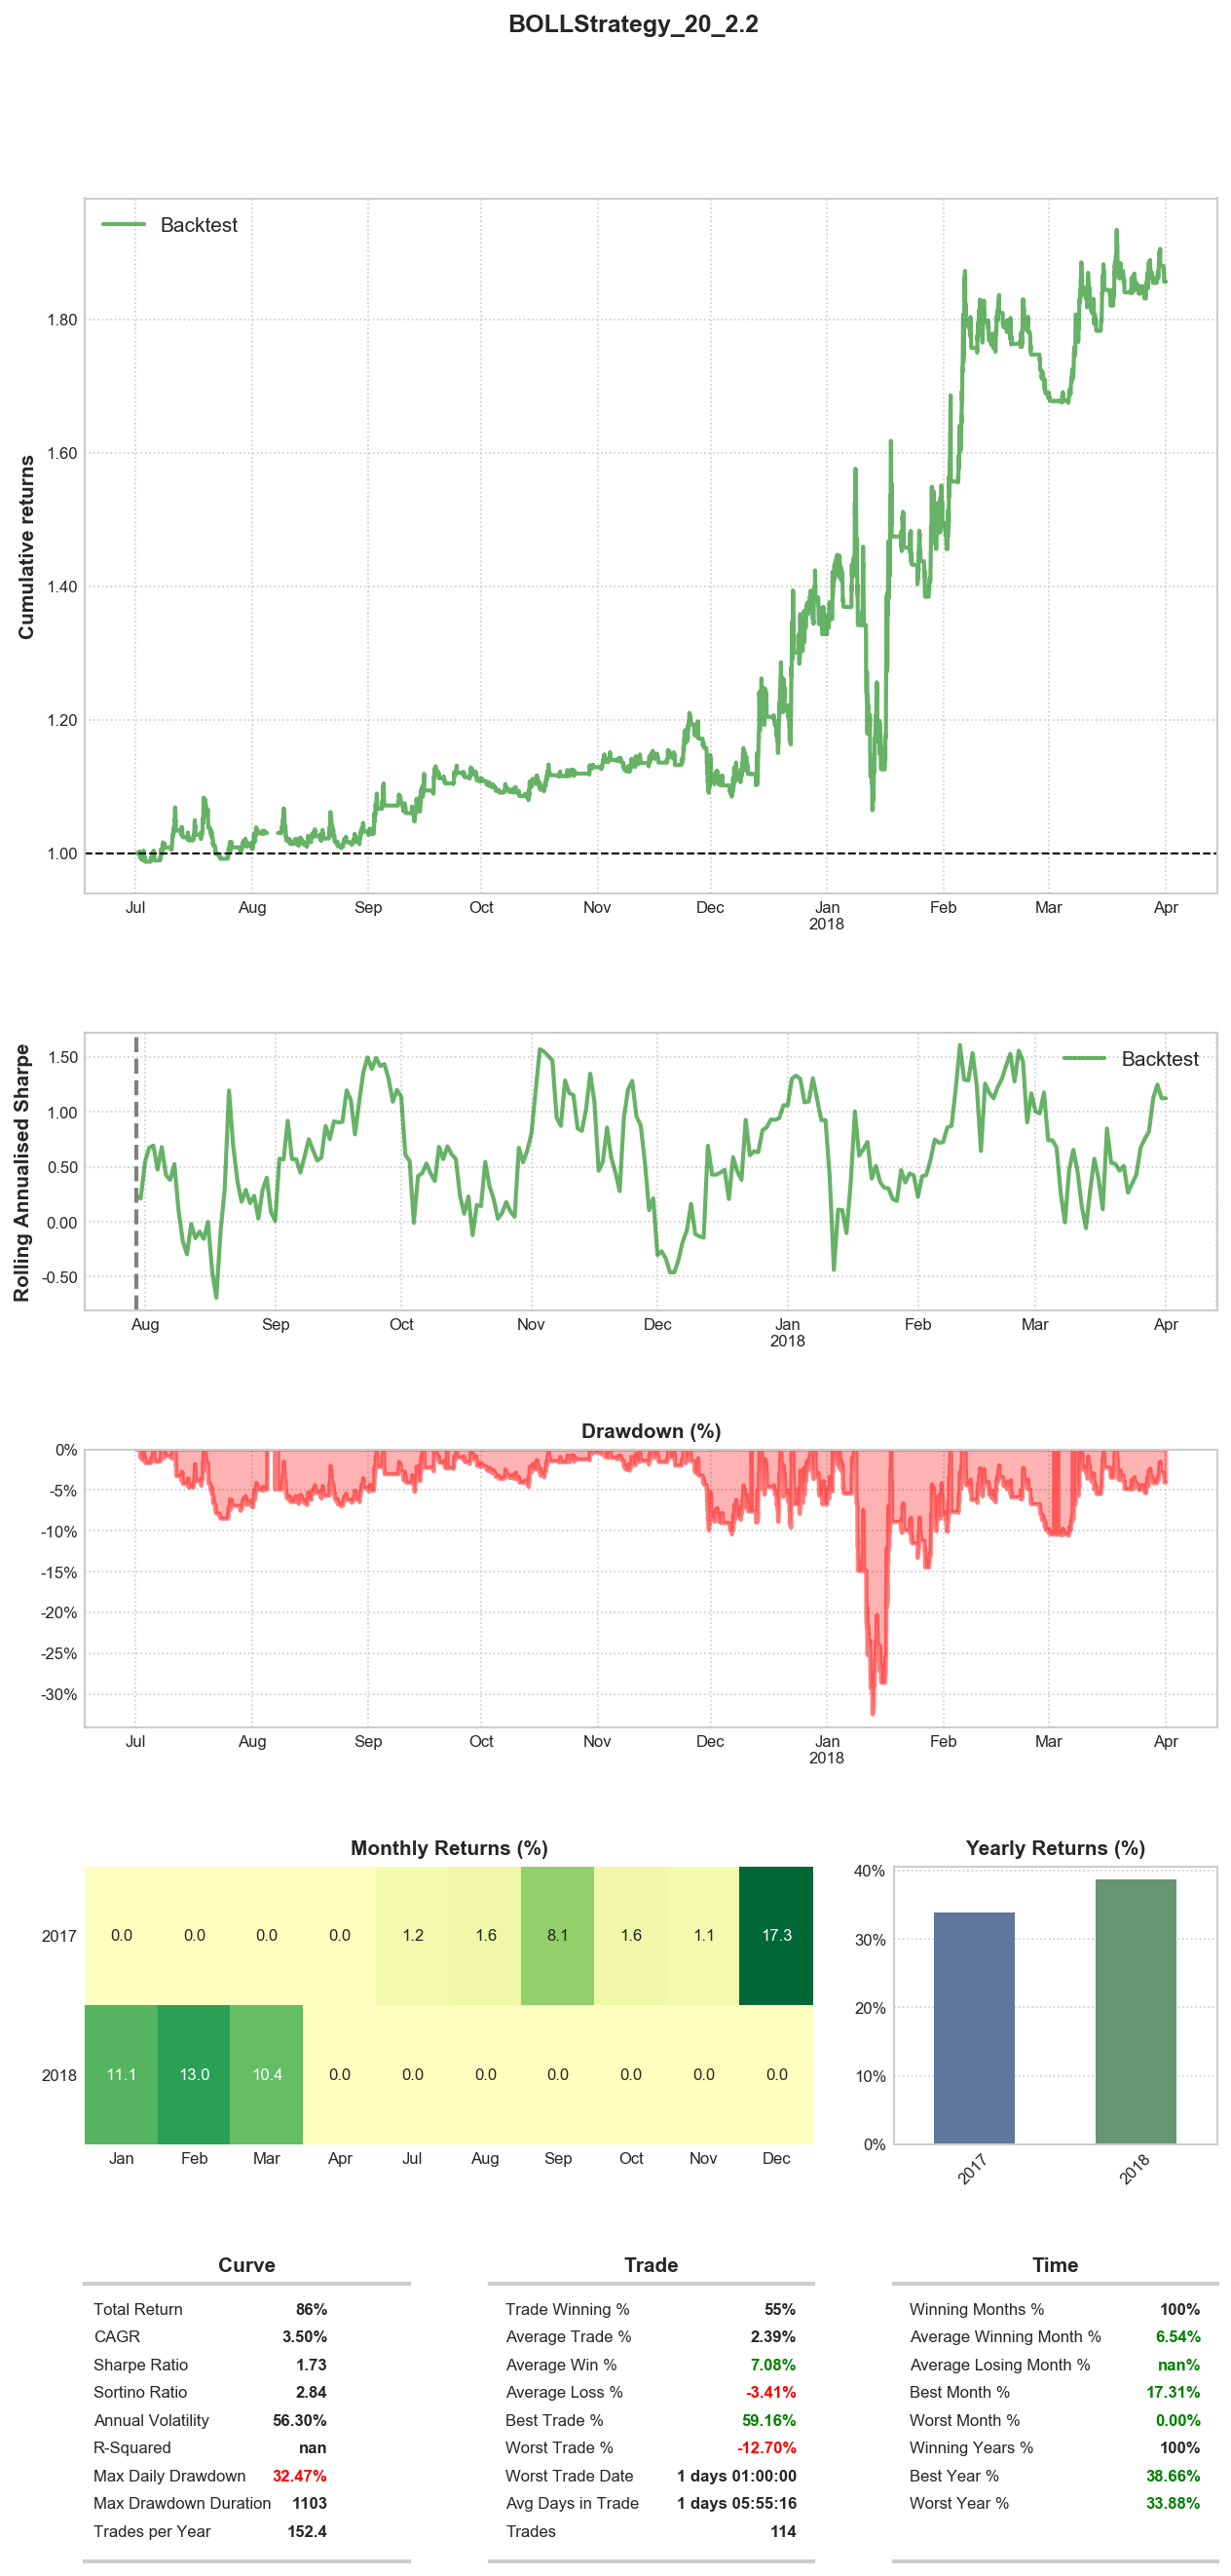 BOLLStrategy_20_2.2
Backtest
Cumulative returns
1.80
1.60
1.40
1.20
1.00
Jul Aug Sep Oct Nov Dec Jan Feb Mar Apr
2018
Backtest
Rolling Annualised Sharpe
1.50
1.00
0.50
0.00
-0.50
Aug Sep Oct Nov Dec Jan Feb Mar Apr
2018
Drawdown (%)
0%
-5%
-10%
-15%
-20%
-25%
-30%
Jul Aug Sep Oct Nov Dec Jan Feb Mar Apr
2018
Monthly Returns (%)
2017 0.0 0.0 0.0 0.0 1.2 1.6 8.1 1.6 1.1 17.3
2018 11.1 13.0 10.4 0.0 0.0 0.0 0.0 0.0 0.0 0.0
Jan Feb Mar Apr Jul Aug Sep Oct Nov Dec
Yearly Returns (%)
40%
30%
20%
10%
0%
2017 2018
Curve
Total Return 86%
CAGR 3.50%
Sharpe Ratio 1.73
Sortino Ratio 2.84
Annual Volatility 56.30%
R-Squared nan
Max Daily Drawdown 32.47%
Max Drawdown Duration 1103
Trades per Year 152.4
Trade
Trade Winning % 55%
Average Trade % 2.39%
Average Win % 7.08%
Average Loss % -3.41%
Best Trade % 59.16%
Worst Trade % -12.70%
Worst Trade Date 1 days 01:00:00
Avg Days in Trade 1 days 05:55:16
Trades 114
Time
Winning Months % 100%
Average Winning Month % 6.54%
Average Losing Month % nan%
Best Month % 17.31%
Worst Month % 0.00%
Winning Years % 100%
Best Year % 38.66%
Worst Year % 33.88%